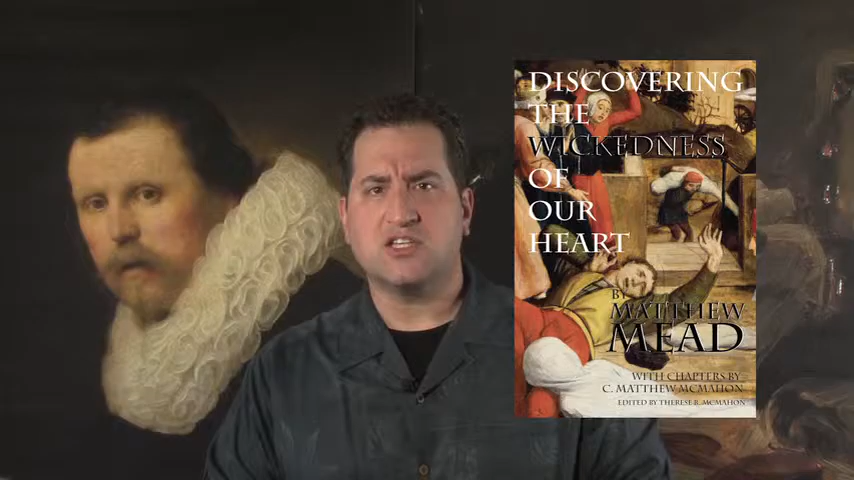 DISCOVERING
THE
WICKEDNESS
OF
OUR
HEART
BY
MATTHEW
MEAD
WITH CHAPTERS BY
C. MATTHEW MCMAHON
EDITED BY THERESE B. MCMAHON